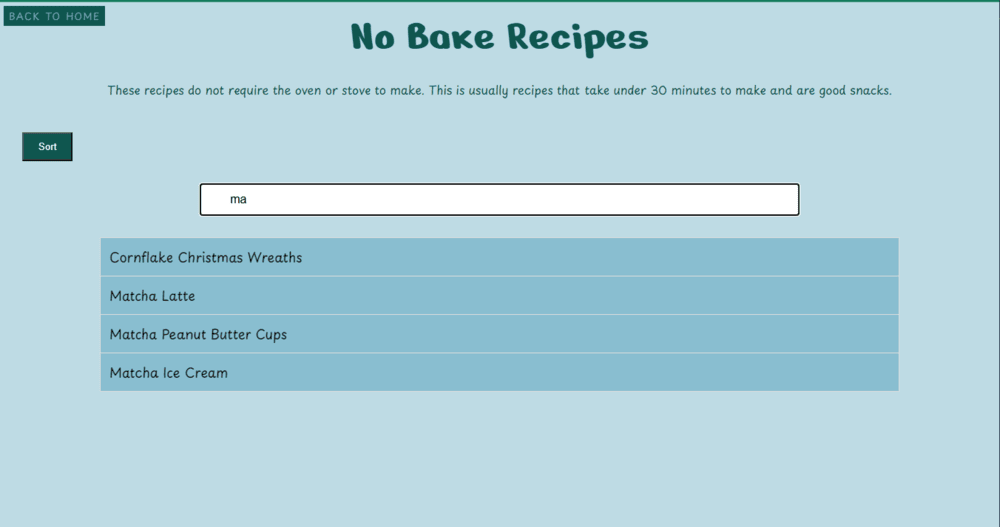 BACK TO HOME
No Bake Recipes
These recipes do not require the oven or stove to make. This is usually recipes that take under 30 minutes to make and are good snacks.
Sort
ma
Cornflake Christmas Wreaths
Matcha Latte
Matcha Peanut Butter Cups
Matcha Ice Cream